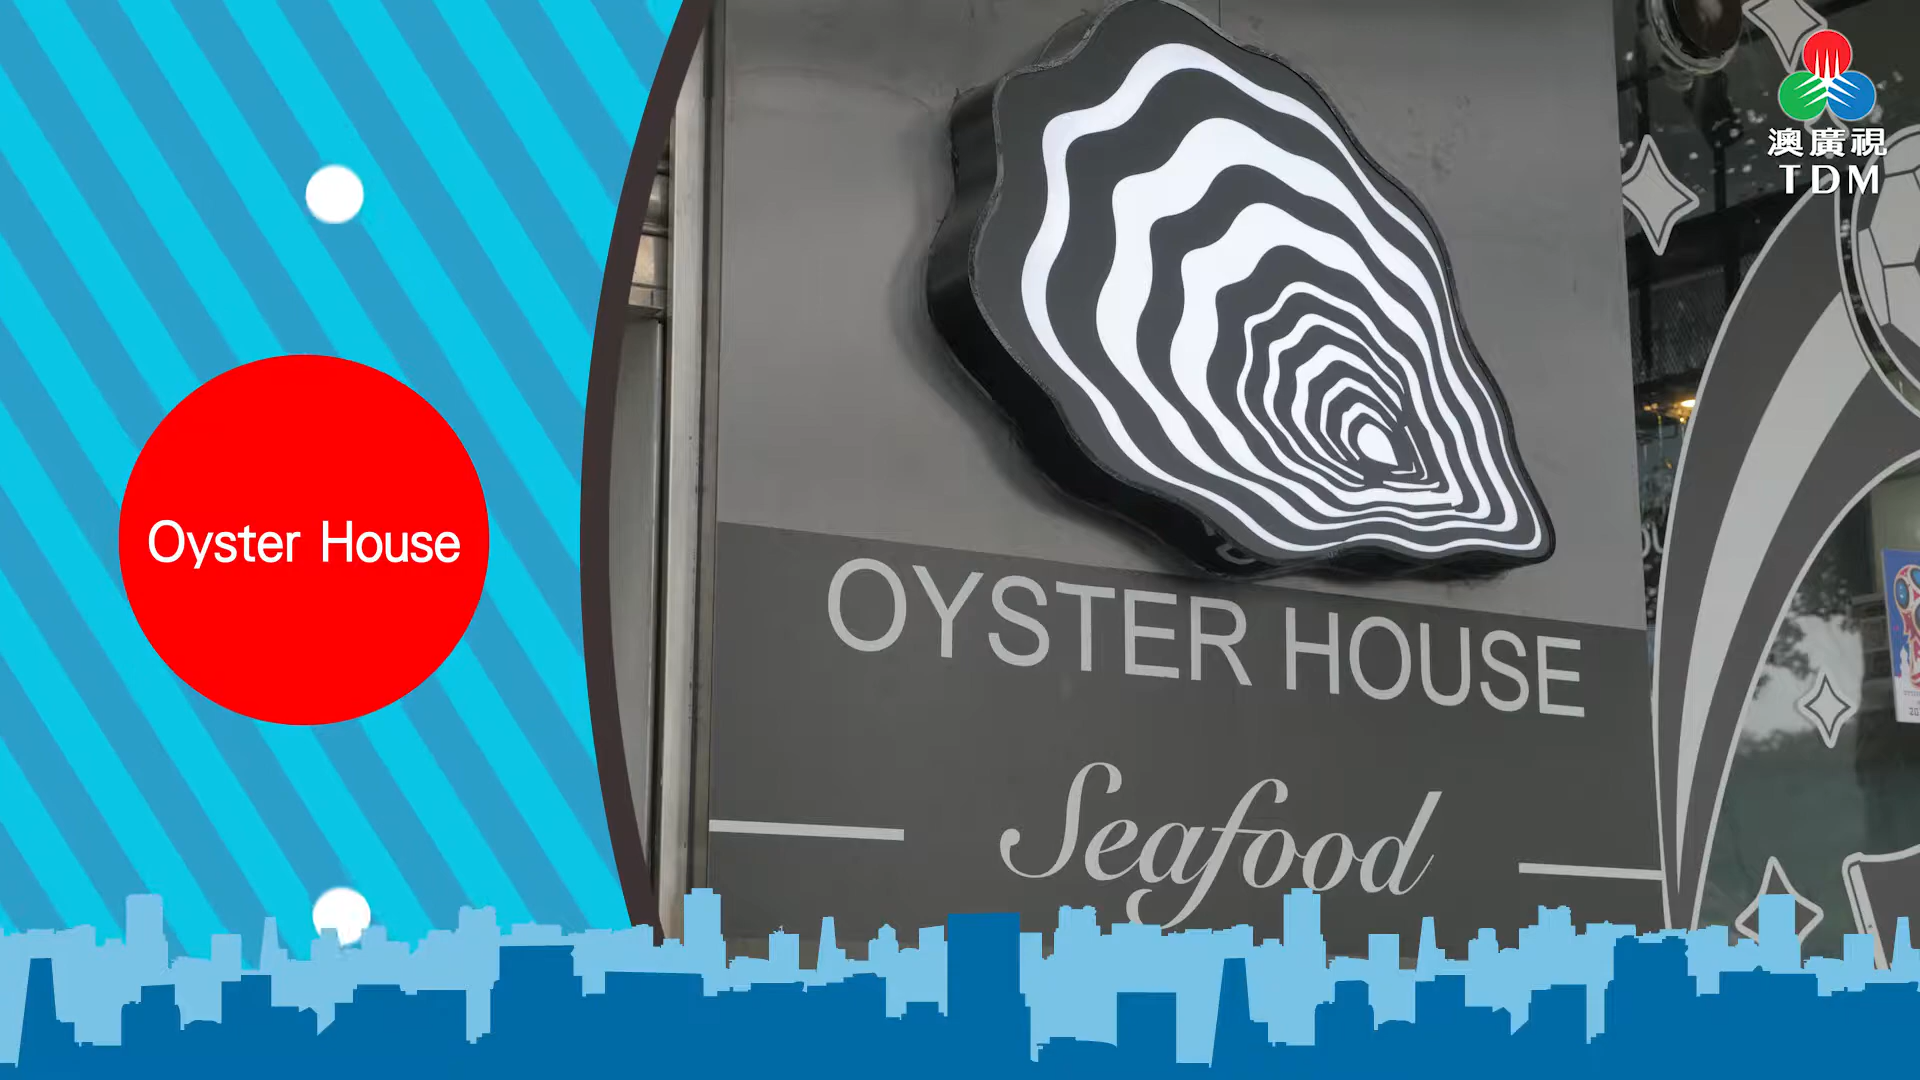 Oyster House
OYSTER HOUSE
Seafood
澳廣視
TDM